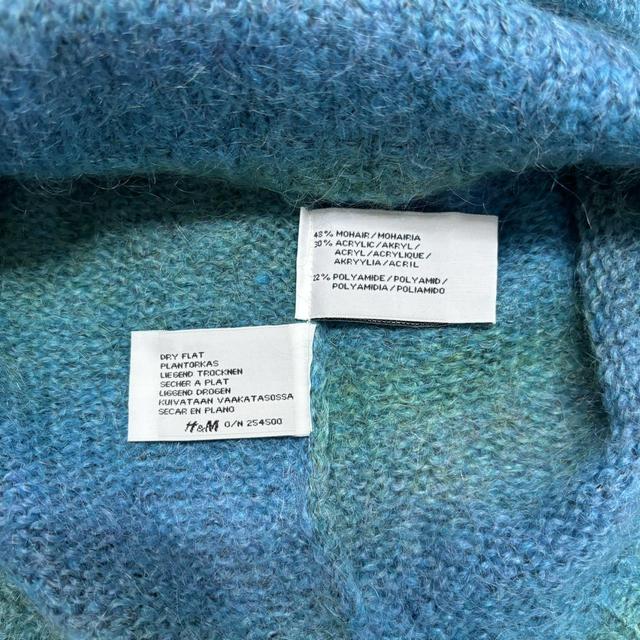 48% MOHAIR/MOHAIRIA
30% ACRYLIC/AKRYL/
ACRYL/ACRYLIQUE/
AKRYYLIA/ACRIL
22% POLYAMIDE/POLYAMID/
POLYAMIDIA/POLIAMIDO
DRY FLAT
PLANTORKAS
LIEGEND TROCKNEN
SECHER A PLAT
LIGGEND DROGEN
KUIVATAAN VAAKATASOSSA
SECAR EN PLANO
H&M O/N 254500